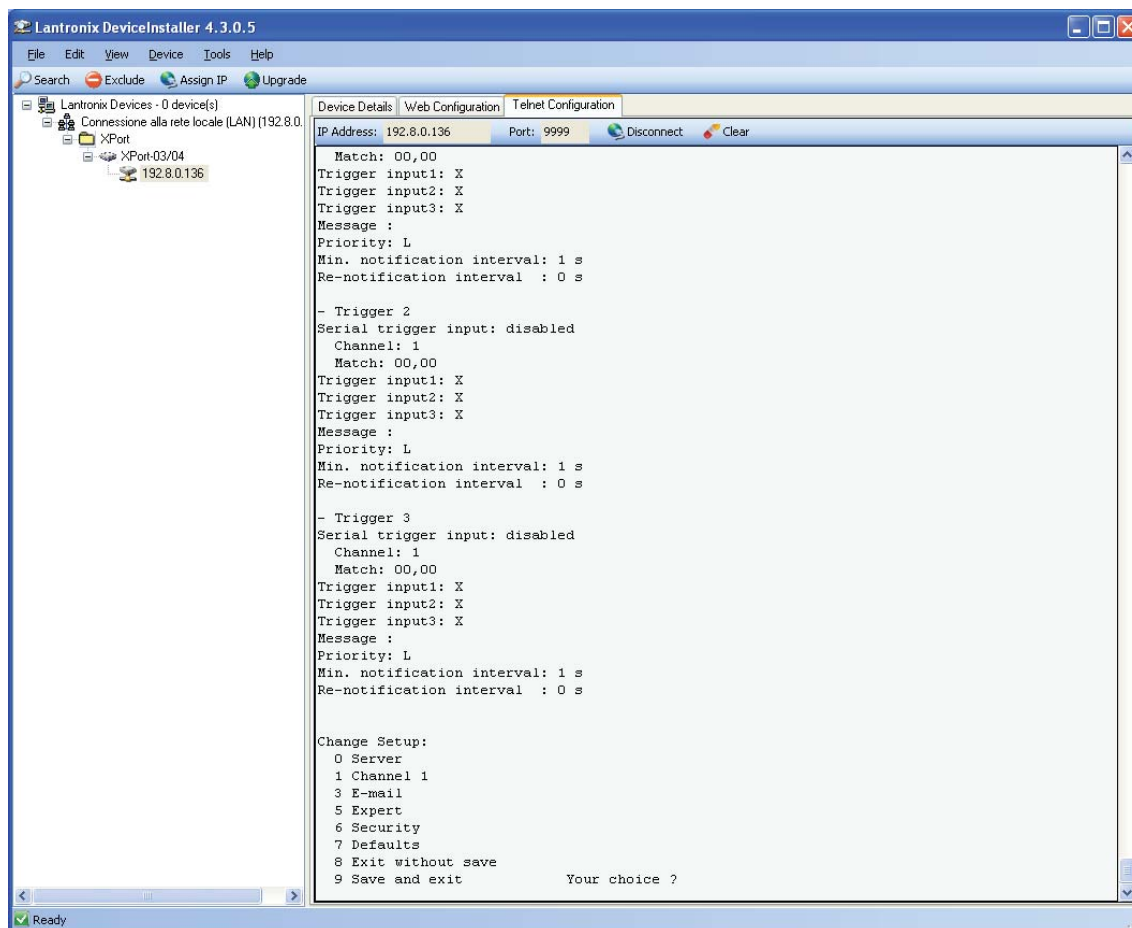 Lantronix DeviceInstaller 4.3.0.5
File Edit View Device Tools Help
Search Exclude Assign IP Upgrade
Lantronix Devices - 0 device(s)
Connessione alla rete locale (LAN) (192.8.0.
XPort
XPort-03/04
192.8.0.136
Device Details Web Configuration Telnet Configuration
IP Address: 192.8.0.136 Port: 9999 Disconnect Clear
Match: 00,00
Trigger input1: X
Trigger input2: X
Trigger input3: X
Message :
Priority: L
Min. notification interval: 1 s
Re-notification interval : 0 s
- Trigger 2
Serial trigger input: disabled
Channel: 1
Match: 00,00
Trigger input1: X
Trigger input2: X
Trigger input3: X
Message :
Priority: L
Min. notification interval: 1 s
Re-notification interval : 0 s
- Trigger 3
Serial trigger input: disabled
Channel: 1
Match: 00,00
Trigger input1: X
Trigger input2: X
Trigger input3: X
Message :
Priority: L
Min. notification interval: 1 s
Re-notification interval : 0 s
Change Setup:
0 Server
1 Channel 1
3 E-mail
5 Expert
6 Security
7 Defaults
8 Exit without save
9 Save and exit Your choice ?
Ready